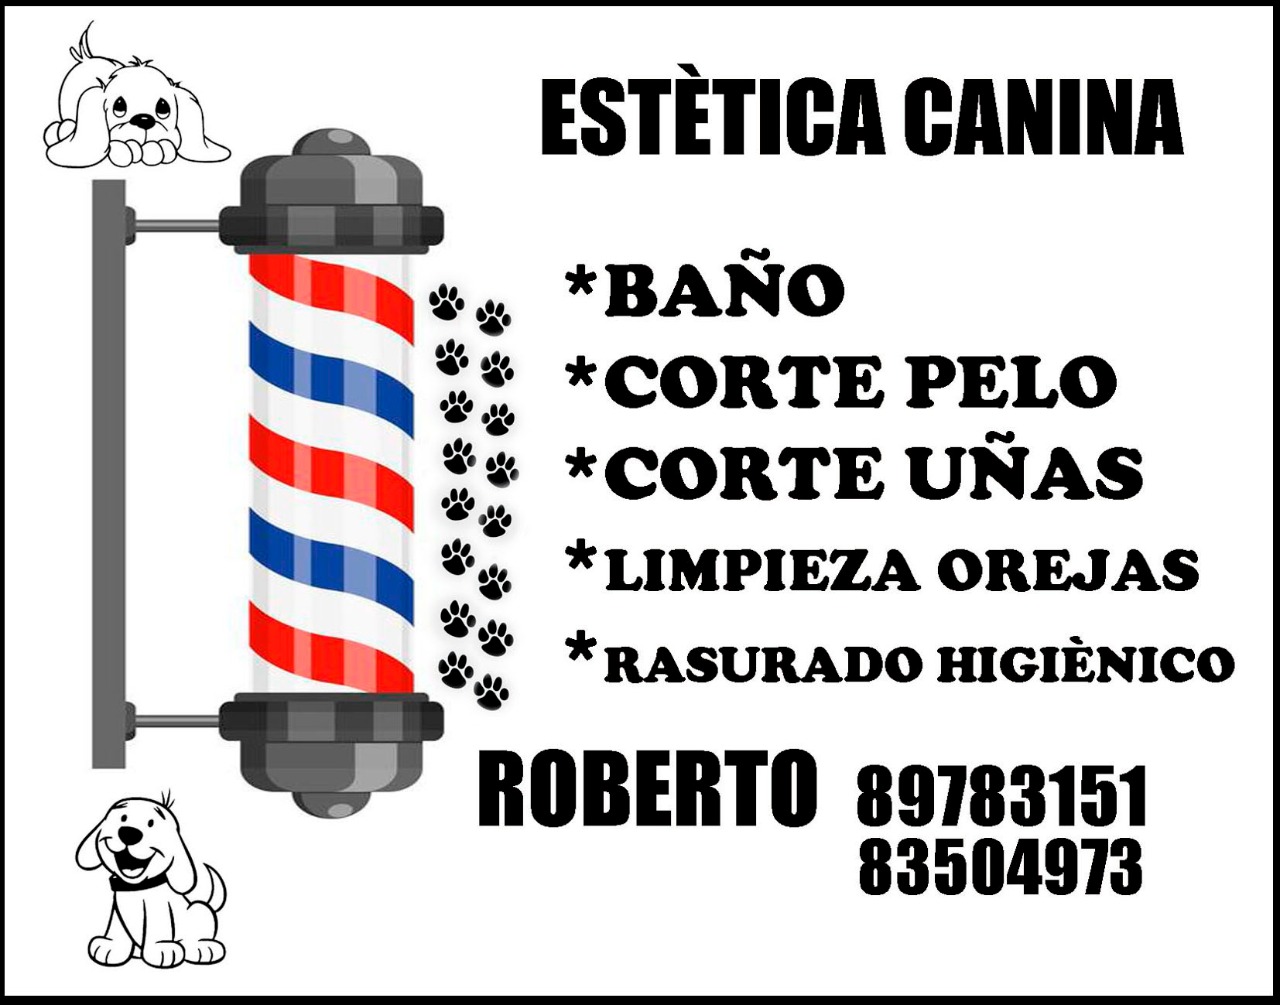 ESTÈTICA CANINA
*BAÑO
*CORTE PELO
*CORTE UÑAS
*LIMPIEZA OREJAS
*RASURADO HIGIÈNICO
ROBERTO 89783151
83504973